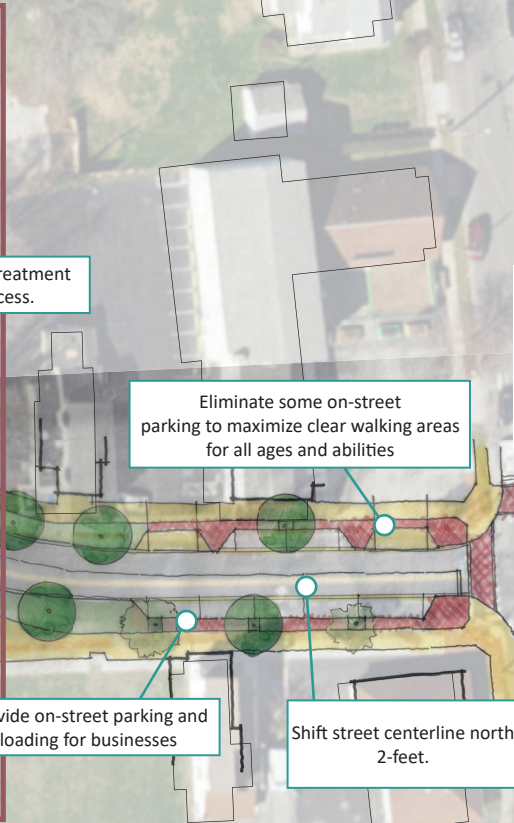 reatment
cess.
Eliminate some on-street
parking to maximize clear walking areas
for all ages and abilities
vide on-street parking and
loading for businesses
Shift street centerline north
2-feet.